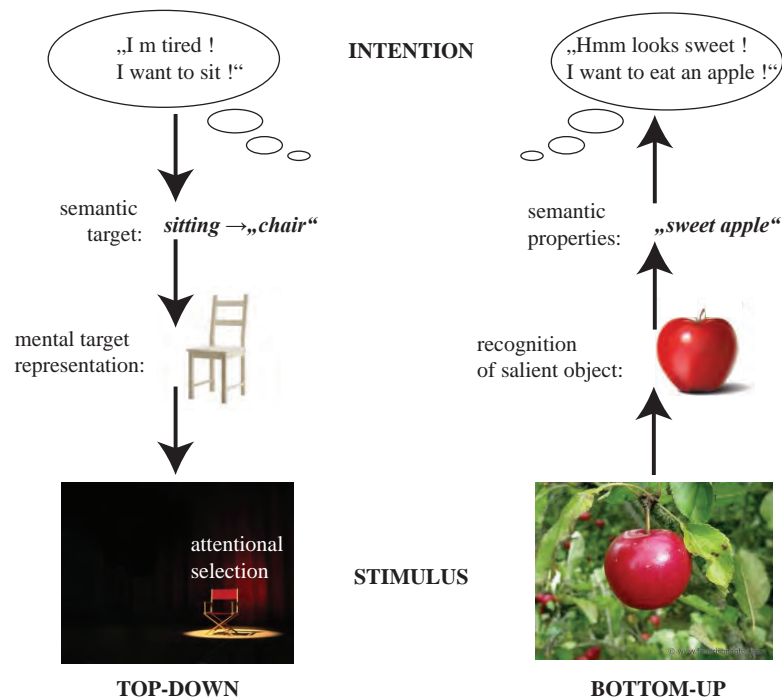 „I m tired !
I want to sit !“
INTENTION
„Hmm looks sweet !
I want to eat an apple !“
semantic
target:
sitting →„chair“
semantic
properties:
„sweet apple“
mental target
representation:
recognition
of salient object:
attentional
selection
STIMULUS
TOP-DOWN
BOTTOM-UP